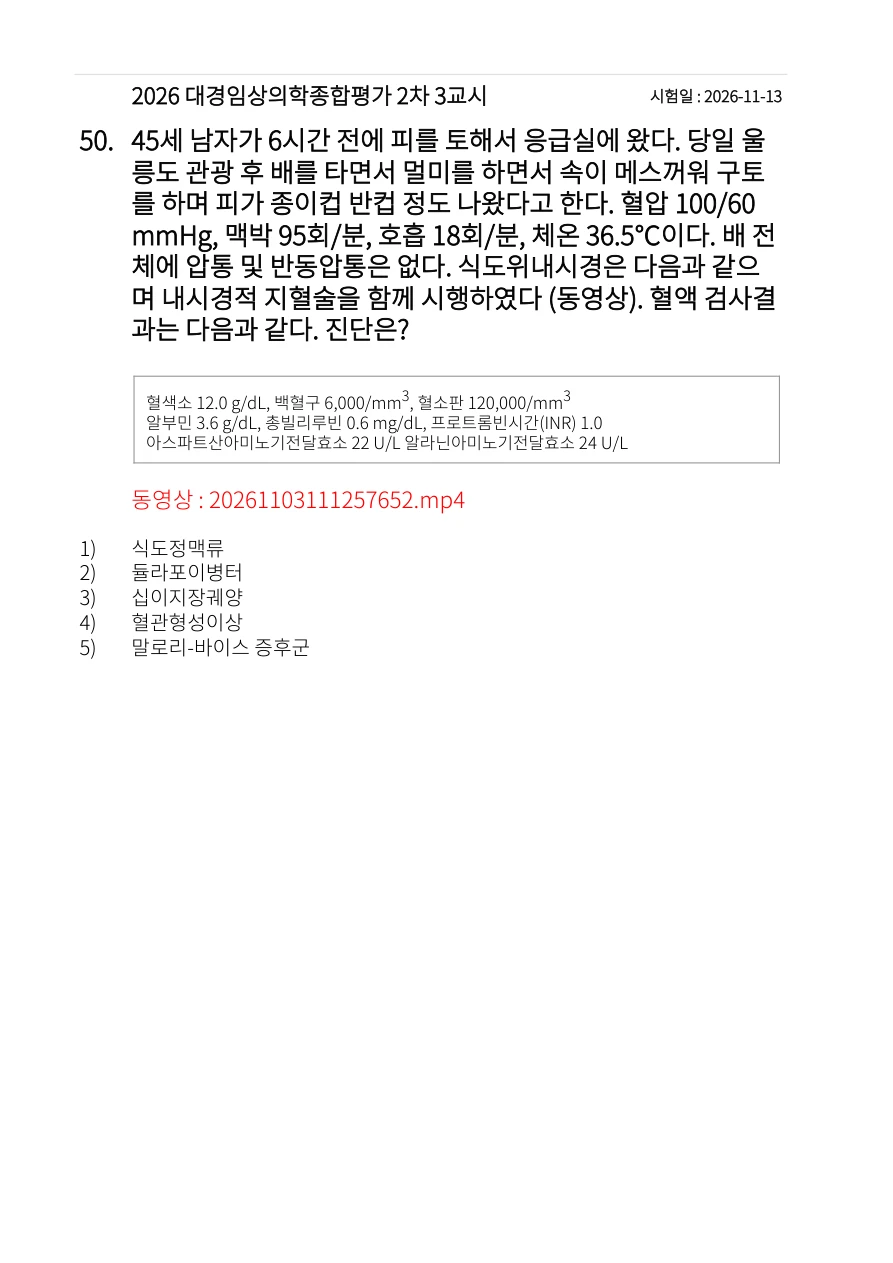 2026 대경임상의학종합평가 2차 3교시
시험일 : 2026-11-13
50. 45세 남자가 6시간 전에 피를 토해서 응급실에 왔다. 당일 울
릉도 관광 후 배를 타면서 멀미를 하면서 속이 메스꺼워 구토
를 하며 피가 종이컵 반컵 정도 나왔다고 한다. 혈압 100/60
mmHg, 맥박 95회/분, 호흡 18회/분, 체온 36.5℃이다. 배 전
체에 압통 및 반동압통은 없다. 식도위내시경은 다음과 같으
며 내시경적 지혈술을 함께 시행하였다 (동영상). 혈액 검사결
과는 다음과 같다. 진단은?
혈색소 12.0 g/dL, 백혈구 6,000/mm³, 혈소판 120,000/mm³
알부민 3.6 g/dL, 총빌리루빈 0.6 mg/dL, 프로트롬빈시간(INR) 1.0
아스파트산아미노기전달효소 22 U/L 알라닌아미노기전달효소 24 U/L
동영상 : 20261103111257652.mp4
1) 식도정맥류
2) 듈라포이병터
3) 십이지장궤양
4) 혈관형성이상
5) 말로리-바이스 증후군